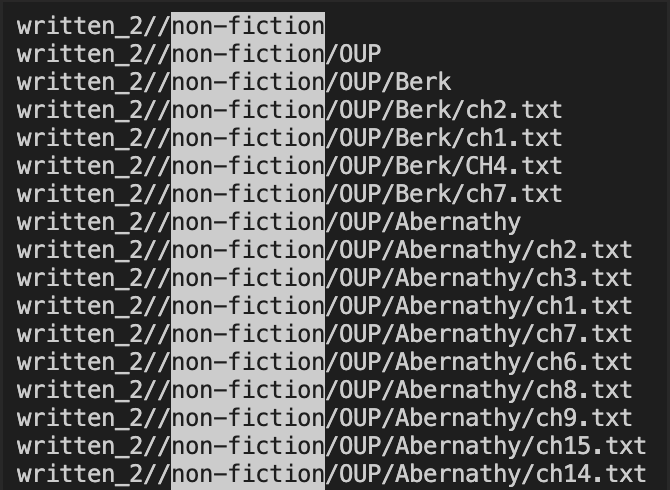 written_2//non-fiction
written_2//non-fiction/OUP
written_2//non-fiction/OUP/Berk
written_2//non-fiction/OUP/Berk/ch2.txt
written_2//non-fiction/OUP/Berk/ch1.txt
written_2//non-fiction/OUP/Berk/CH4.txt
written_2//non-fiction/OUP/Berk/ch7.txt
written_2//non-fiction/OUP/Abernathy
written_2//non-fiction/OUP/Abernathy/ch2.txt
written_2//non-fiction/OUP/Abernathy/ch3.txt
written_2//non-fiction/OUP/Abernathy/ch1.txt
written_2//non-fiction/OUP/Abernathy/ch7.txt
written_2//non-fiction/OUP/Abernathy/ch6.txt
written_2//non-fiction/OUP/Abernathy/ch8.txt
written_2//non-fiction/OUP/Abernathy/ch9.txt
written_2//non-fiction/OUP/Abernathy/ch15.txt
written_2//non-fiction/OUP/Abernathy/ch14.txt